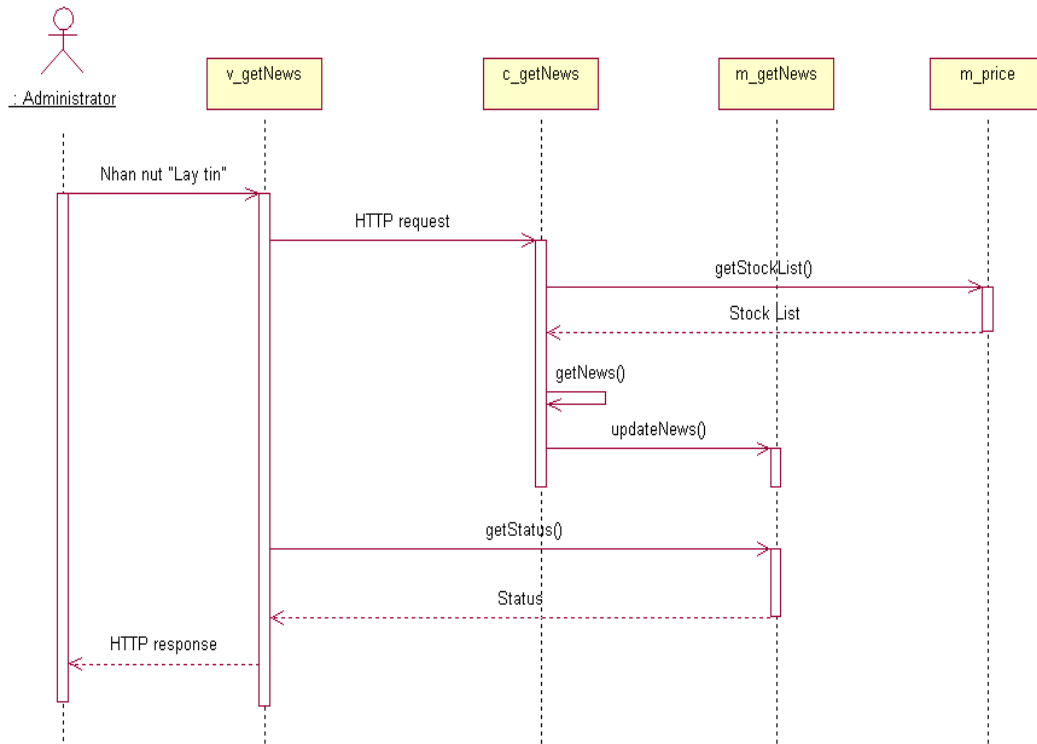 v_getNews
c_getNews
m_getNews
m_price
: Administrator
Nhan nut "Lay tin"
HTTP request
getStockList()
Stock List
getNews()
updateNews()
getStatus()
Status
HTTP response